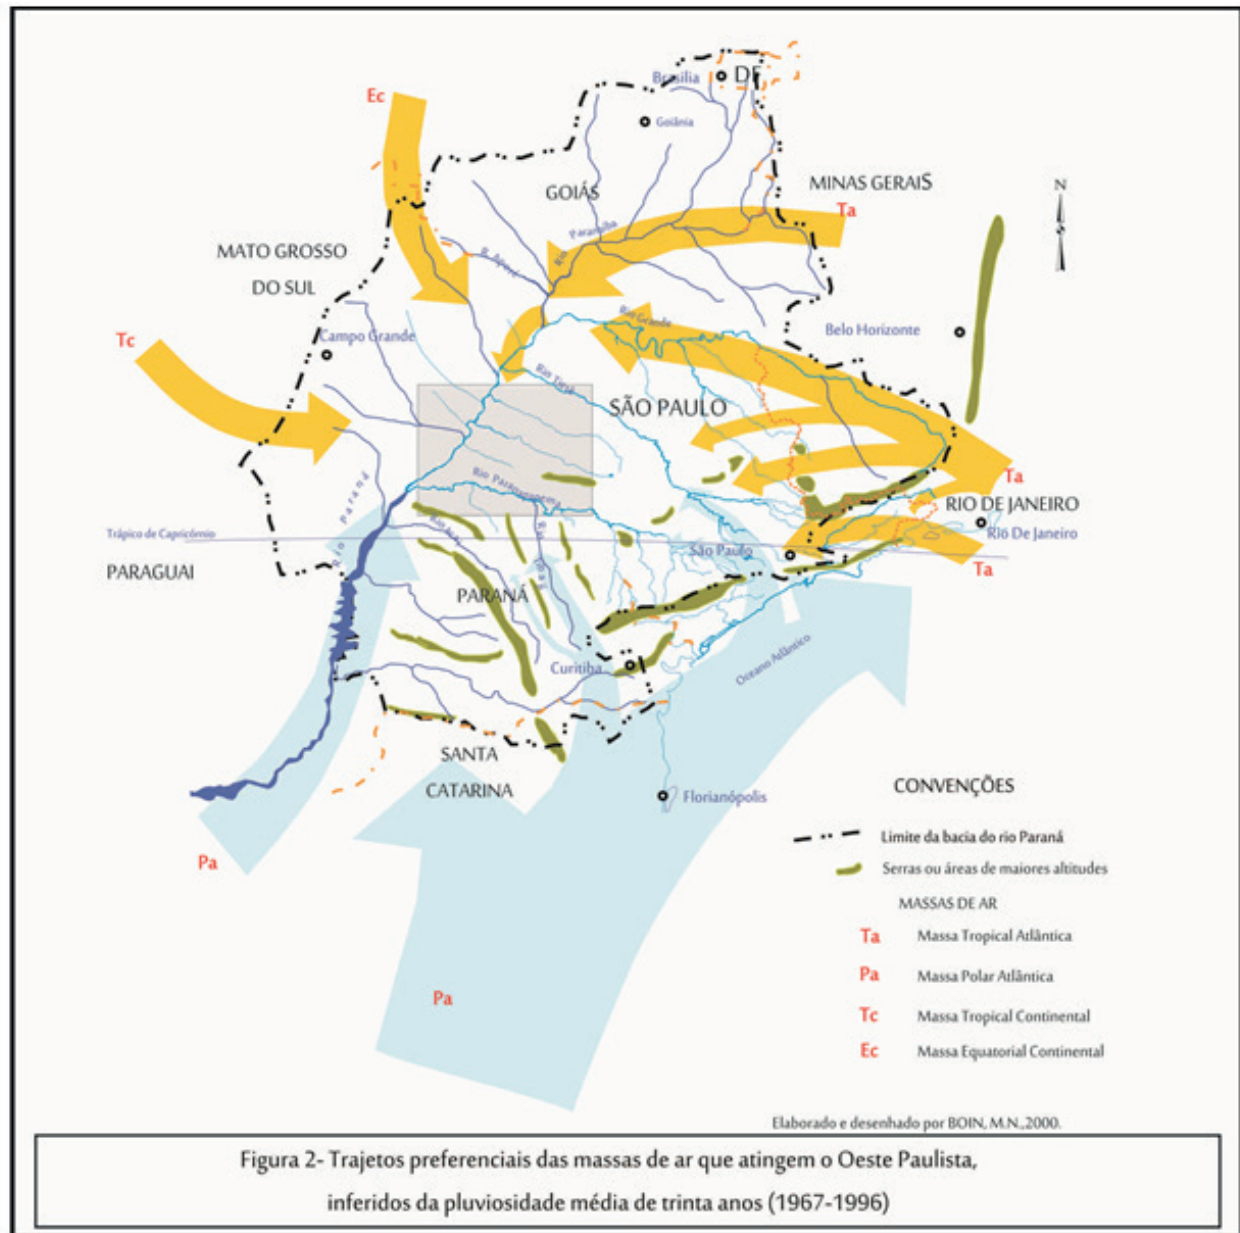 Brasília
DF
Ec
Goiânia
GOIÁS
MINAS GERAIS
N
Ta
MATO GROSSO
DO SUL
Rio
Paranaíba
R. Aporé
Rio Grande
Belo Horizonte
Tc
Campo Grande
Rio Tietê
SÃO PAULO
Rio Paraná
Rio Paranapanema
Ta
RIO DE JANEIRO
Rio De Janeiro
Trápico de Capricómio
São Paulo
PARAGUAI
Ta
PARANÁ
Curitiba
Oceano Atlântico
SANTA
CATARINA
Florianópolis
Pa
Pa
CONVENÇÕES
Limite da bacia do rio Paraná
Serras ou áreas de maiores altitudes
MASSAS DE AR
Ta Massa Tropical Atlântica
Pa Massa Polar Atlântica
Tc Massa Tropical Continental
Ec Massa Equatorial Continental
Elaborado e desenhado por BOIN, M.N.,2000.
Figura 2- Trajetos preferenciais das massas de ar que atingem o Oeste Paulista,
inferidos da pluviosidade média de trinta anos (1967-1996)